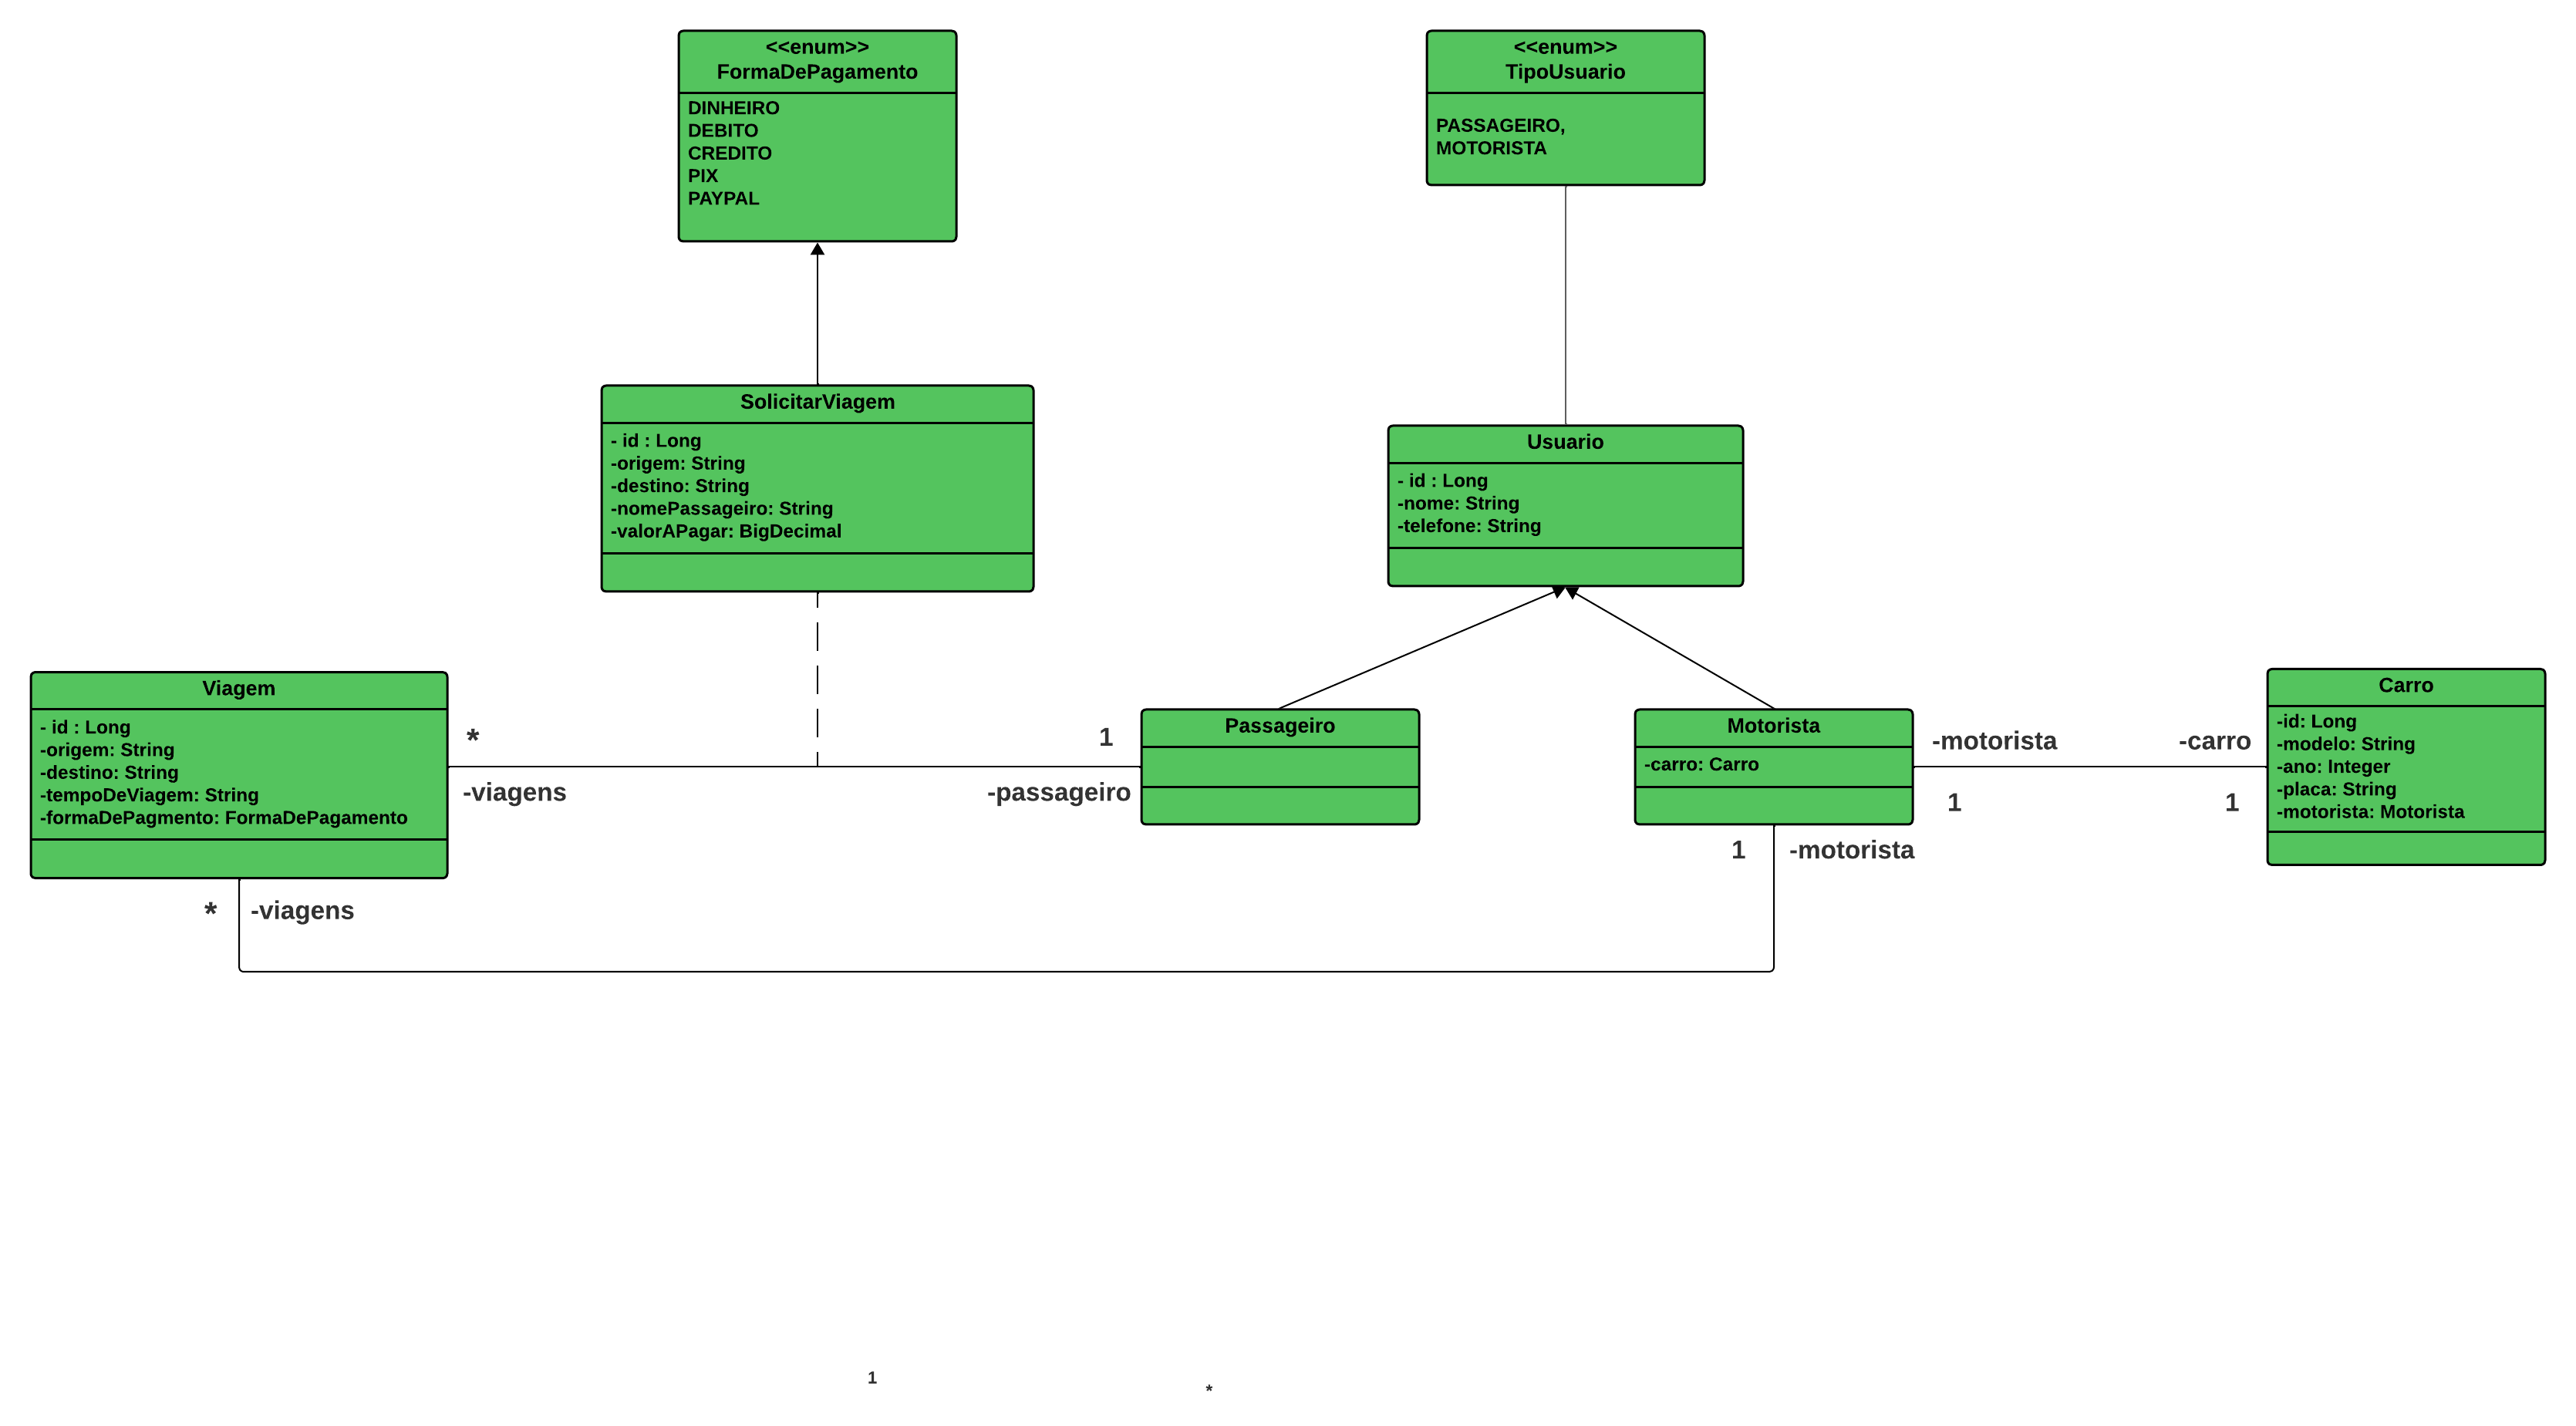 <<enum>>
FormaDePagamento
DINHEIRO
DEBITO
CREDITO
PIX
PAYPAL
<<enum>>
TipoUsuario
PASSAGEIRO,
MOTORISTA
SolicitarViagem
- id : Long
-origem: String
-destino: String
-nomePassageiro: String
-valorAPagar: BigDecimal
Usuario
- id : Long
-nome: String
-telefone: String
Viagem
- id : Long
-origem: String
-destino: String
-tempoDeViagem: String
-formaDePagmento: FormaDePagamento
*
-viagens
1
-passageiro
Passageiro
Motorista
-carro: Carro
-motorista
1
-carro
1
Carro
-id: Long
-modelo: String
-ano: Integer
-placa: String
-motorista: Motorista
1
-motorista
*
-viagens
1
*